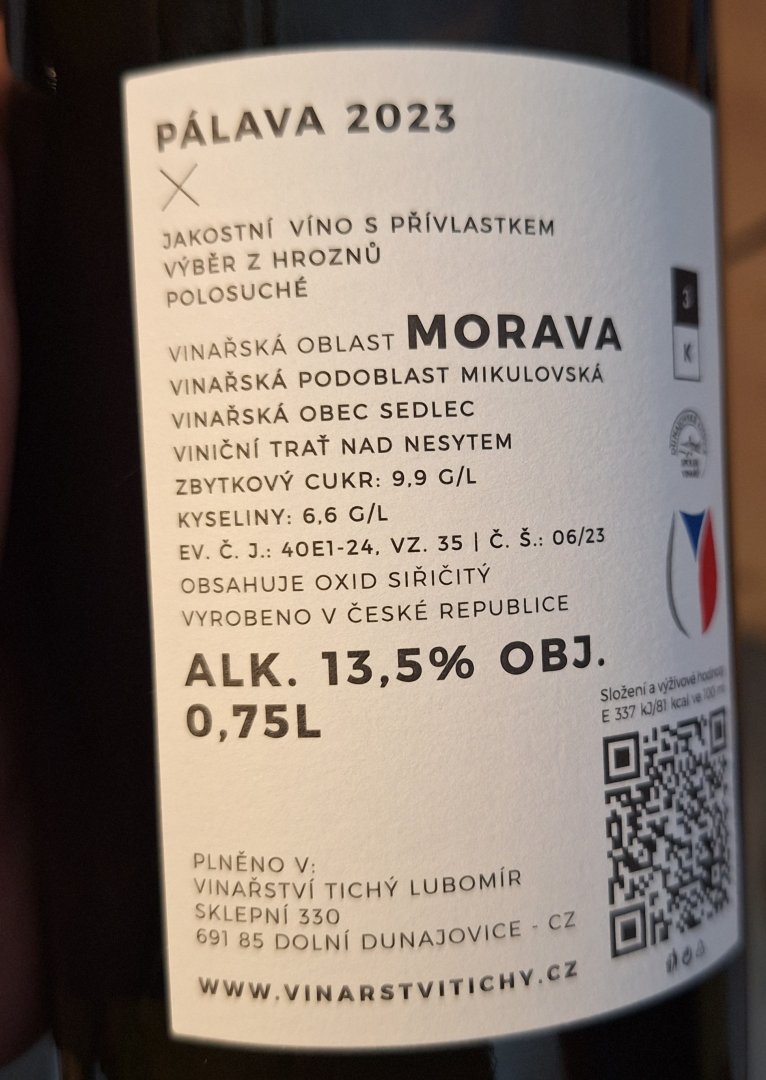 PÁLAVA 2023
JAKOSTNÍ VÍNO S PŘÍVLASTKEM
VÝBĚR Z HROZNŮ
POLOSUCHÉ
VINAŘSKÁ OBLAST MORAVA
VINAŘSKÁ PODOBLAST MIKULOVSKÁ
VINAŘSKÁ OBEC SEDLEC
VINIČNÍ TRAŤ NAD NESYTEM
ZBYTKOVÝ CUKR: 9,9 G/L
KYSELINY: 6,6 G/L
EV. Č. J.: 40E1-24, VZ. 35 | Č. Š.: 06/23
OBSAHUJE OXID SIŘIČITÝ
VYROBENO V ČESKÉ REPUBLICE
ALK. 13,5% OBJ.
0,75L
3
K
Složení a výživové hodnoty
E 337 kJ/81 kcal ve 100 ml
PLNĚNO V:
VINAŘSTVÍ TICHÝ LUBOMÍR
SKLEPNÍ 330
691 85 DOLNÍ DUNAJOVICE - CZ
WWW.VINARSTVITICHY.CZ